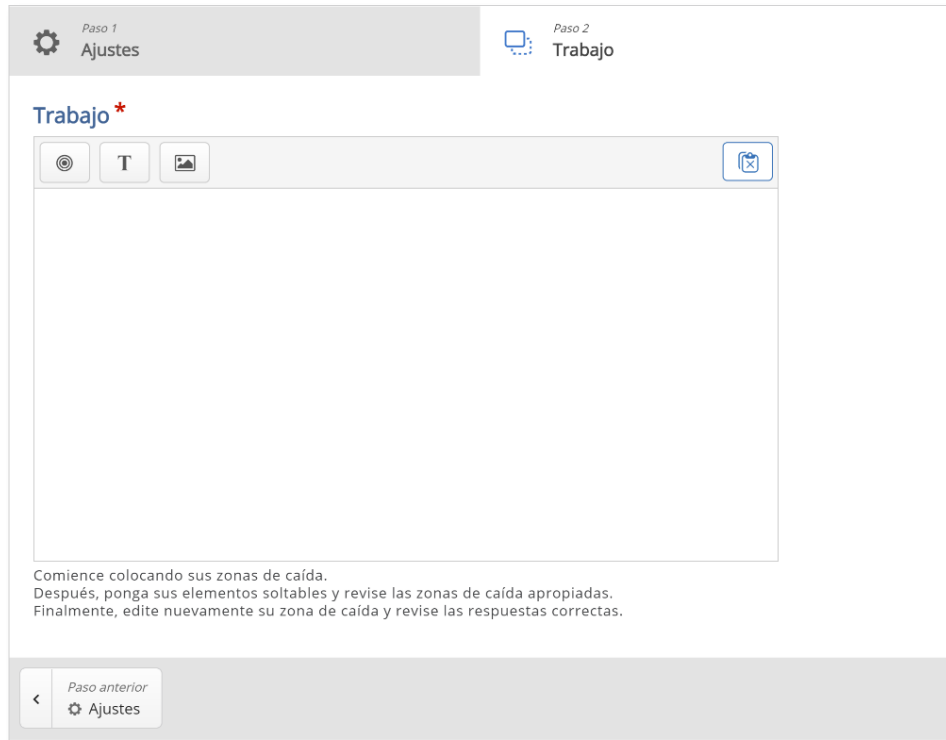 Paso 1
Ajustes
Paso 2
Trabajo
Trabajo *
T
Comience colocando sus zonas de caída.
Después, ponga sus elementos soltables y revise las zonas de caída apropiadas.
Finalmente, edite nuevamente su zona de caída y revise las respuestas correctas.
Paso anterior
Ajustes